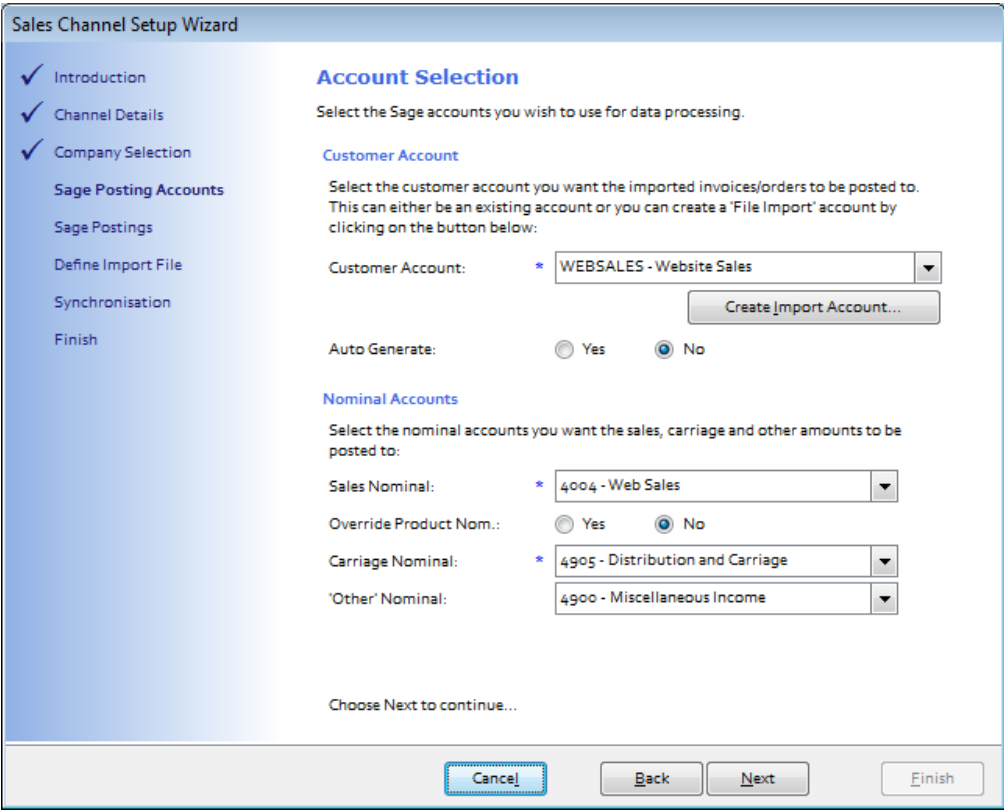 Sales Channel Setup Wizard
Introduction
Channel Details
Company Selection
Sage Posting Accounts
Sage Postings
Define Import File
Synchronisation
Finish
Account Selection
Select the Sage accounts you wish to use for data processing.
Customer Account
Select the customer account you want the imported invoices/orders to be posted to.
This can either be an existing account or you can create a 'File Import' account by
clicking on the button below:
Customer Account: * WEBSALES - Website Sales
Create Import Account...
Auto Generate: Yes No
Nominal Accounts
Select the nominal accounts you want the sales, carriage and other amounts to be
posted to:
Sales Nominal: * 4004 - Web Sales
Override Product Nom.: Yes No
Carriage Nominal: * 4905 - Distribution and Carriage
'Other' Nominal: 4900 - Miscellaneous Income
Choose Next to continue...
Cancel Back Next Finish